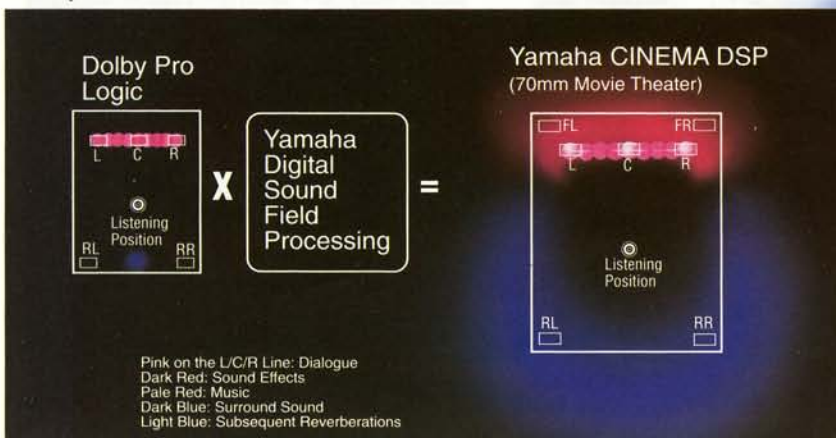 Dolby Pro
Logic
L C R
Listening
Position
RL RR
X
Yamaha
Digital
Sound
Field
Processing
=
Yamaha CINEMA DSP
(70mm Movie Theater)
FL FR
L C R
Listening
Position
RL RR
Pink on the L/C/R Line: Dialogue
Dark Red: Sound Effects
Pale Red: Music
Dark Blue: Surround Sound
Light Blue: Subsequent Reverberations